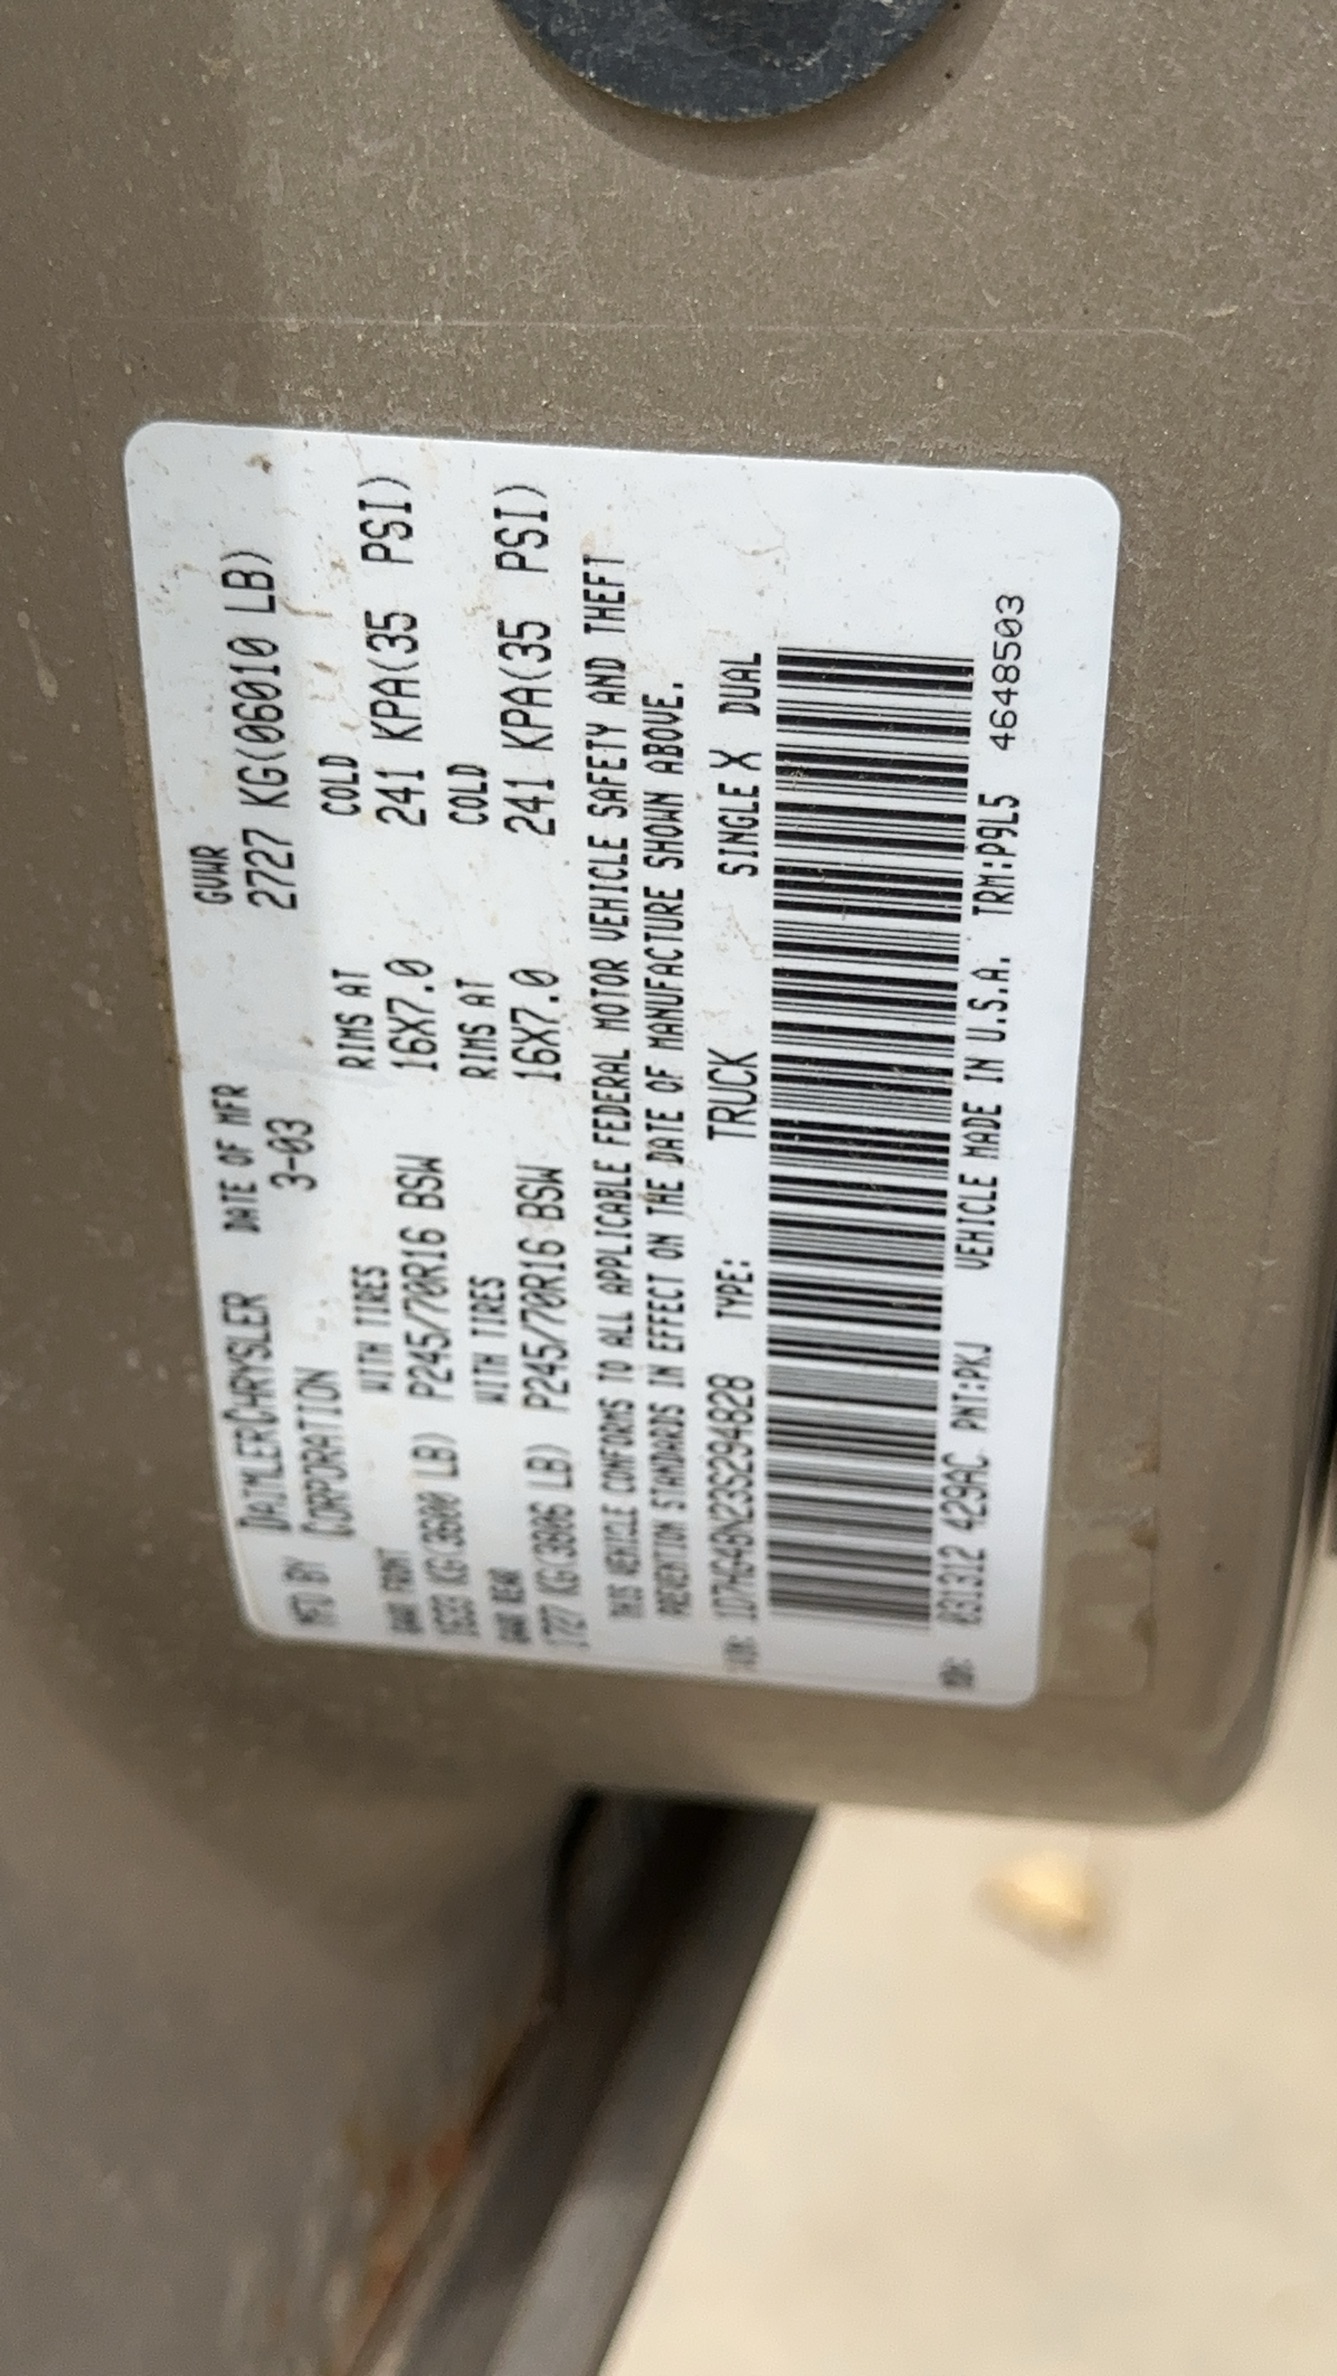 MFD BY DAIMLERCHRYSLER DATE OF MFR GVWR
CORPORATION 3-03 2727 KG(06010 LB)
GAWR FRONT WITH TIRES RIMS AT COLD
1633 KG(3600 LB) P245/70R16 BSW 16X7.0 241 KPA(35 PSI)
GAWR REAR WITH TIRES RIMS AT COLD
1727 KG(3806 LB) P245/70R16 BSW 16X7.0 241 KPA(35 PSI)
THIS VEHICLE CONFORMS TO ALL APPLICABLE FEDERAL MOTOR VEHICLE SAFETY AND THEFT
PREVENTION STANDARDS IN EFFECT ON THE DATE OF MANUFACTURE SHOWN ABOVE.
VIN: 1D7HG48N23S294828 TYPE: TRUCK SINGLE X DUAL
MDH: 031312 429AC PNT:PKJ VEHICLE MADE IN U.S.A. TRM:P9L5 4648503